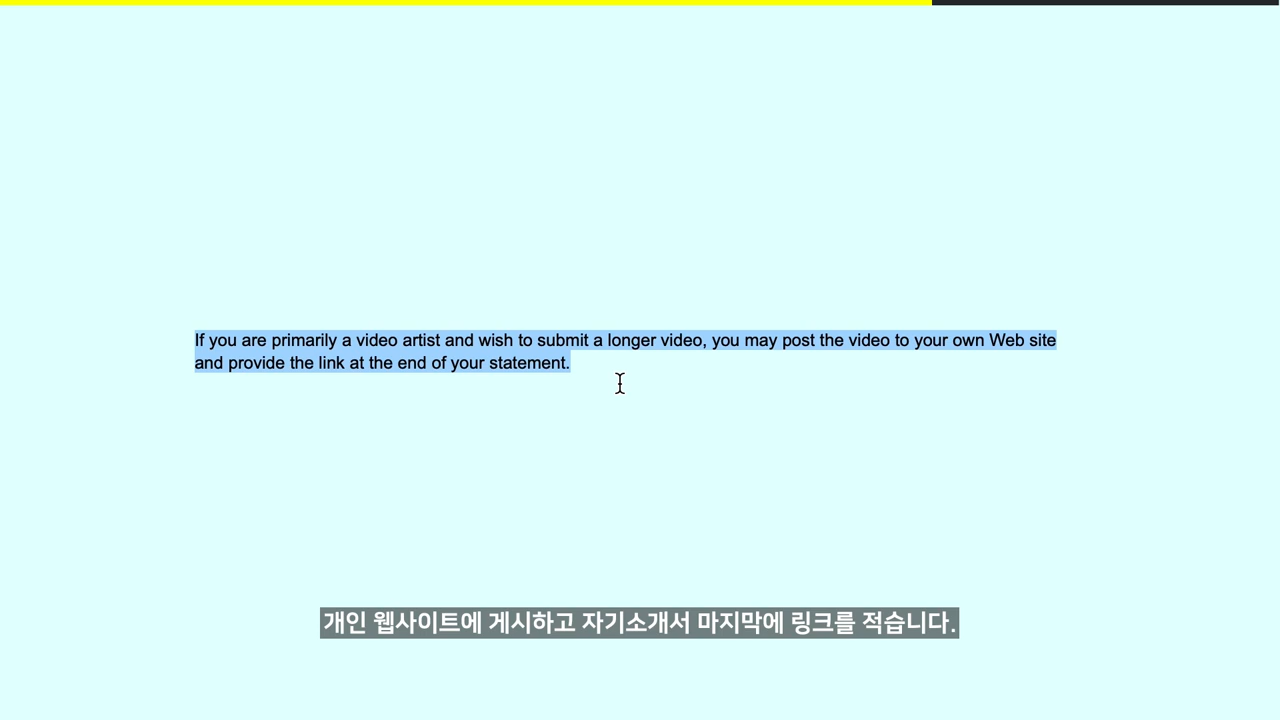 If you are primarily a video artist and wish to submit a longer video, you may post the video to your own Web site
and provide the link at the end of your statement.
개인 웹사이트에 게시하고 자기소개서 마지막에 링크를 적습니다.